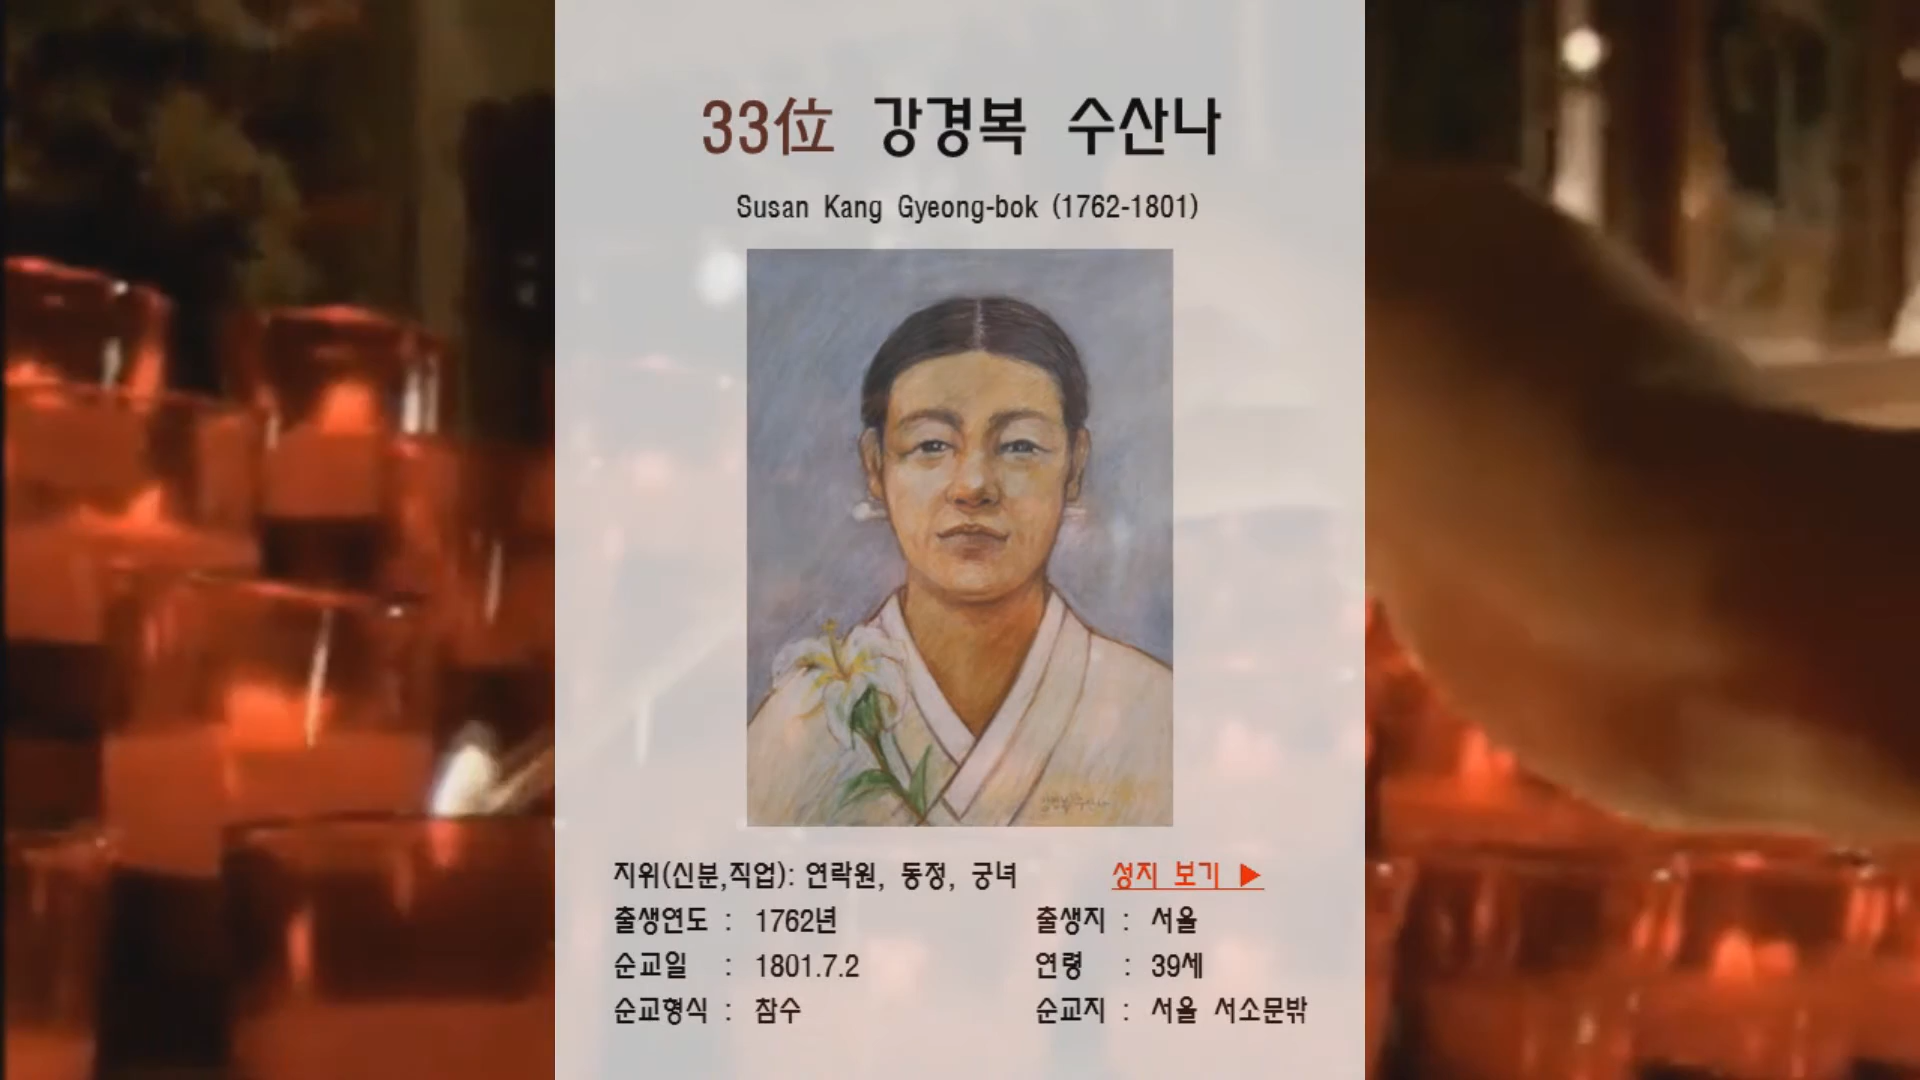 33位 강경복 수산나
Susan Kang Gyeong-bok (1762-1801)
지위(신분,직업): 연락원, 동정, 궁녀 성지 보기 ▶
출생연도 : 1762년 출생지 : 서울
순교일 : 1801.7.2 연령 : 39세
순교형식 : 참수 순교지 : 서울 서소문밖